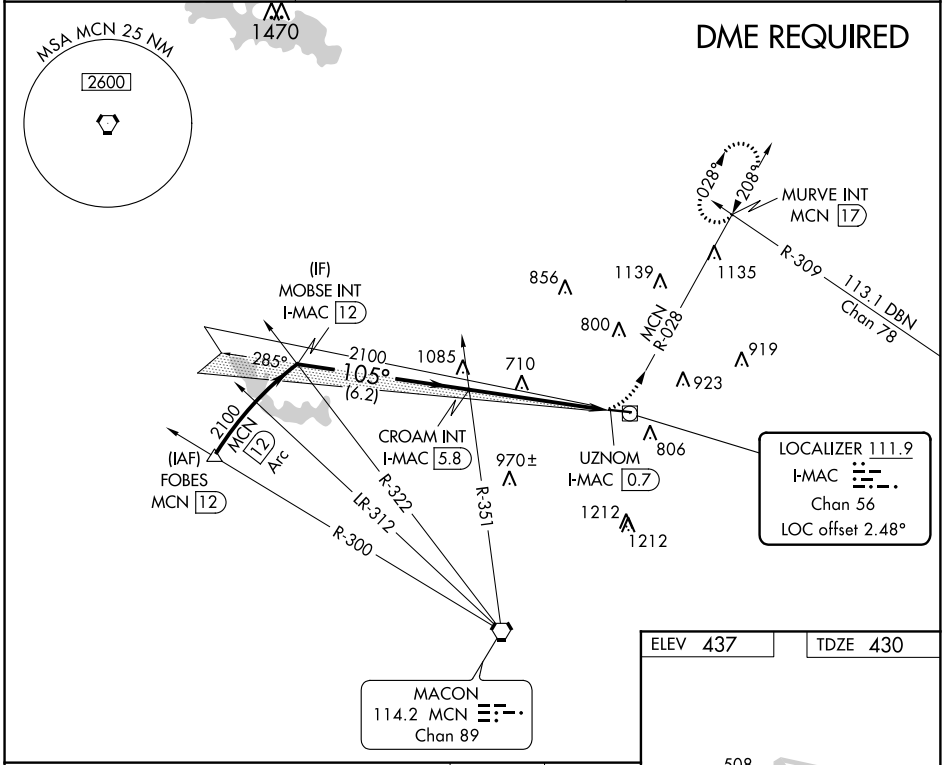 MSA MCN 25 NM
2600
1470
DME REQUIRED
028°
208°
MURVE INT
MCN 17
R-309
113.1 DBN
Chan 78
856
1139
1135
800
MCN
R-028
919
923
(IF)
MOBSE INT
I-MAC 12
285°
2100
105°
(6.2)
1085
710
2100
MCN
12
Arc
(IAF)
FOBES
MCN 12
CROAM INT
I-MAC 5.8
970±
UZNOM
I-MAC 0.7
806
1212
1212
LOCALIZER 111.9
I-MAC
Chan 56
LOC offset 2.48°
R-322
LR-312
R-300
R-351
MACON
114.2 MCN
Chan 89
ELEV 437
TDZE 430
508